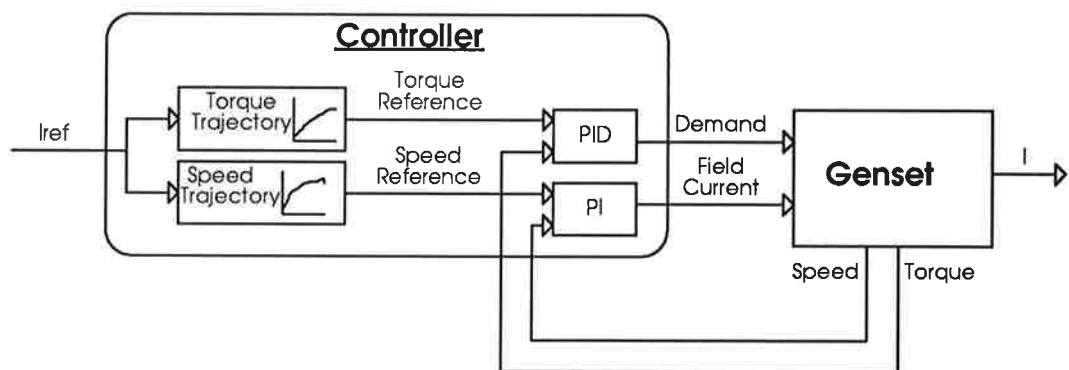 Controller
Iref
Torque
Trajectory
Torque
Reference
Speed
Trajectory
Speed
Reference
PID
PI
Demand
Field
Current
Genset
I
Speed
Torque